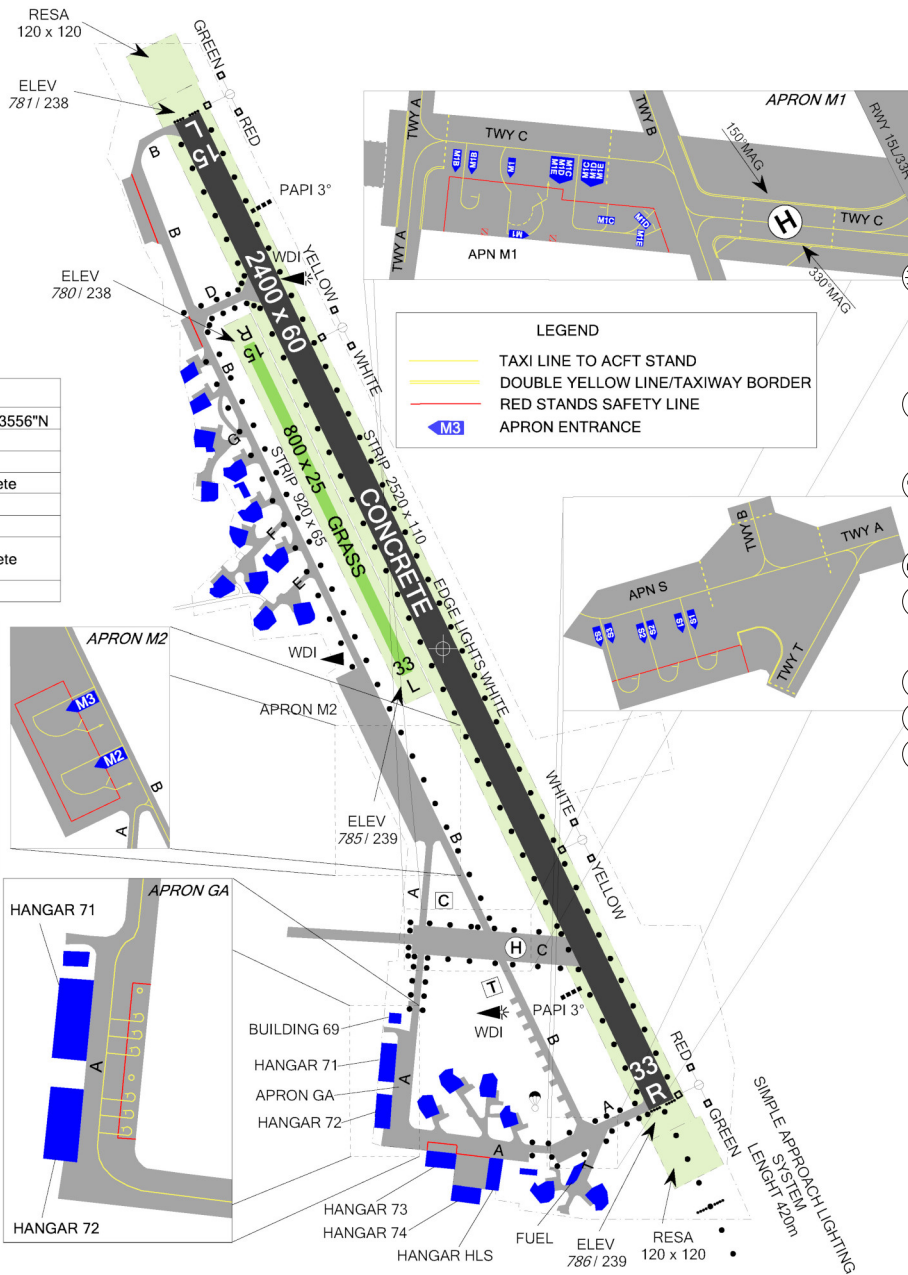 RESA
120 x 120
GREEN
RED
ELEV
781 / 238
B
15
L
PAPI 3°
B
WDI
YELLOW
WHITE
ELEV
780 / 238
D
2400 x 60
15
R
B
G
STRIP 920 x 65
800 x 25
GRASS
STRIP 2520 x 110
CONCRETE
F
E
EDGE LIGHTS WHITE
WDI
33
L
APRON M2
ELEV
785 / 239
WHITE
YELLOW
B
A
C
H
C
T
WDI
PAPI 3°
B
BUILDING 69
HANGAR 71
APRON GA
HANGAR 72
A
A
A
33
R
RED
GREEN
HANGAR 73
HANGAR 74
HANGAR HLS
FUEL
T
ELEV
786 / 239
RESA
120 x 120
SIMPLE APPROACH LIGHTING
SYSTEM
LENGHT 420m
3556"N
ete
ete
APRON M1
TWY A
TWY C
TWY B
RWY 15L/33R
150°MAG
M1B
M1B
M1
M1E
M1D
M1C
M1C
M1D
M1E
M1C
M1D
M1E
M1
H
TWY C
TWY A
APN M1
330°MAG
LEGEND
TAXI LINE TO ACFT STAND
DOUBLE YELLOW LINE/TAXIWAY BORDER
RED STANDS SAFETY LINE
M3
APRON ENTRANCE
TWY B
TWY A
APN S
S3
S3
S2
S2
S1
S1
TWY T
APRON M2
M3
M2
A
B
APRON GA
HANGAR 71
A
HANGAR 72